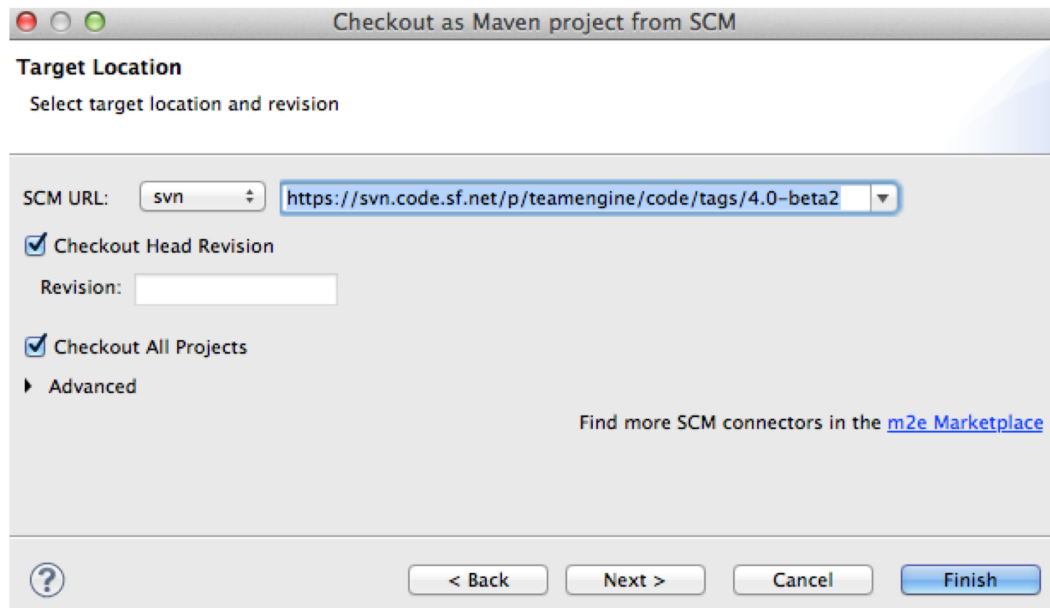 Checkout as Maven project from SCM
Target Location
Select target location and revision
SCM URL: svn https://svn.code.sf.net/p/teamengine/code/tags/4.0-beta2
Checkout Head Revision
Revision:
Checkout All Projects
Advanced
Find more SCM connectors in the m2e Marketplace
? < Back Next > Cancel Finish